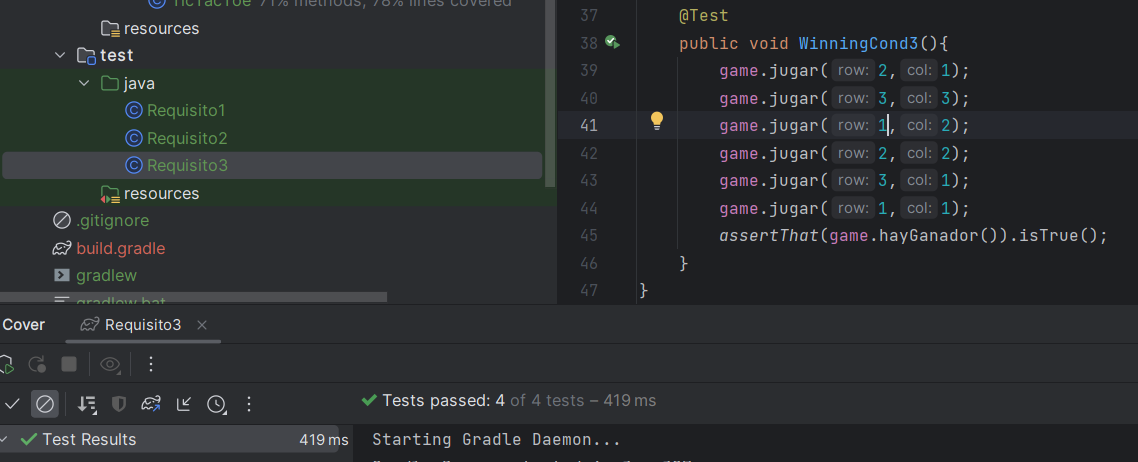 TicTacToe 71% methods, 78% lines covered
resources
test
java
Requisito1
Requisito2
Requisito3
resources
.gitignore
build.gradle
gradlew
gradlew.bat
37 @Test
38 public void WinningCond3(){
39 game.jugar( row: 2, col: 1);
40 game.jugar( row: 3, col: 3);
41 game.jugar( row: 1, col: 2);
42 game.jugar( row: 2, col: 2);
43 game.jugar( row: 3, col: 1);
44 game.jugar( row: 1, col: 1);
45 assertThat(game.hayGanador()).isTrue();
46 }
47 }
Cover Requisito3
Tests passed: 4 of 4 tests – 419 ms
Test Results 419 ms
Starting Gradle Daemon...